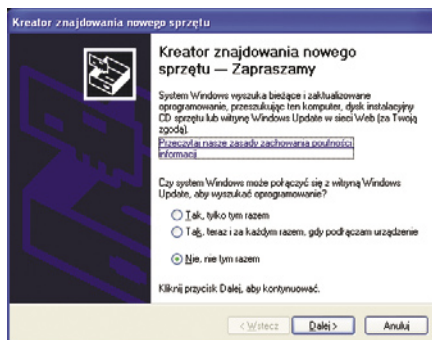 Kreator znajdowania nowego sprzętu
Kreator znajdowania nowego
sprzętu — Zapraszamy
System Windows wyszuka bieżące i zaktualizowane
oprogramowanie, przeszukując ten komputer, dysk instalacyjny
CD sprzętu lub witrynę Windows Update w sieci Web (za Twoją
zgodą).
Przeczytaj nasze zasady zachowania poufności
informacji
Czy system Windows może połączyć się z witryną Windows
Update, aby wyszukać oprogramowanie?
Tak, tylko tym razem
Tak, teraz i za każdym razem, gdy podłączam urządzenie
Nie, nie tym razem
Kliknij przycisk Dalej, aby kontynuować.
< Wstecz
Dalej >
Anuluj